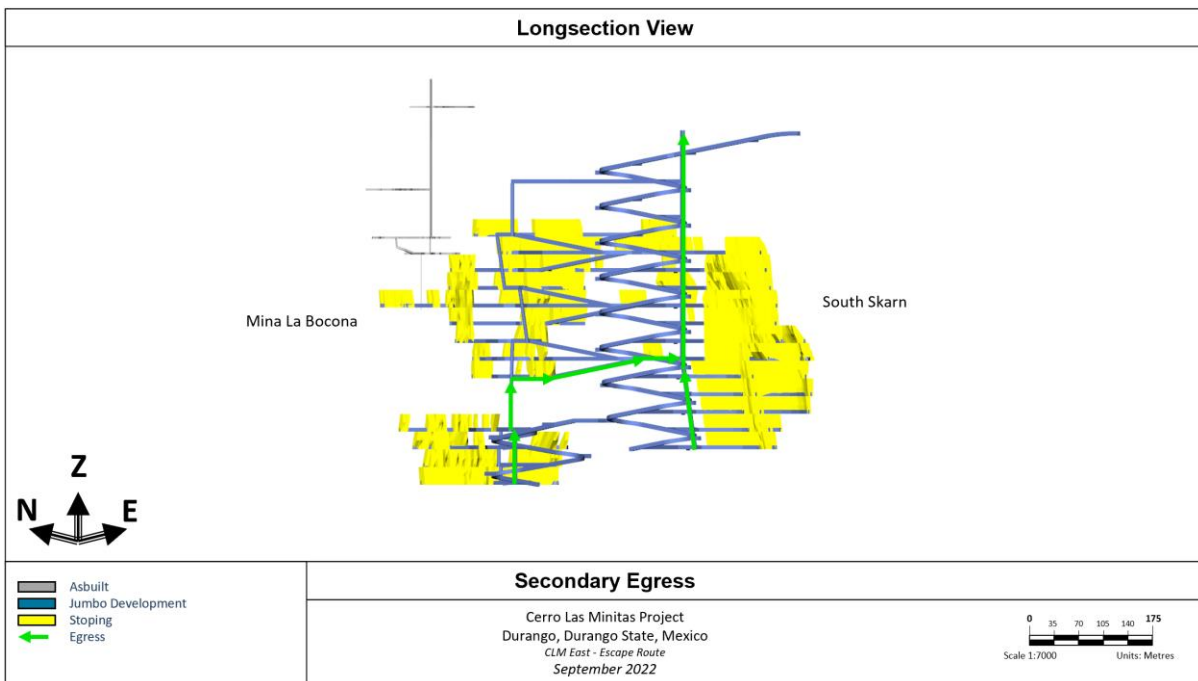 Longsection View
Mina La Bocona
South Skarn
Z
N E
Asbuilt
Jumbo Development
Stoping
Egress
Secondary Egress
Cerro Las Minitas Project
Durango, Durango State, Mexico
CLM East - Escape Route
September 2022
0 35 70 105 140 175
Scale 1:7000 Units: Metres